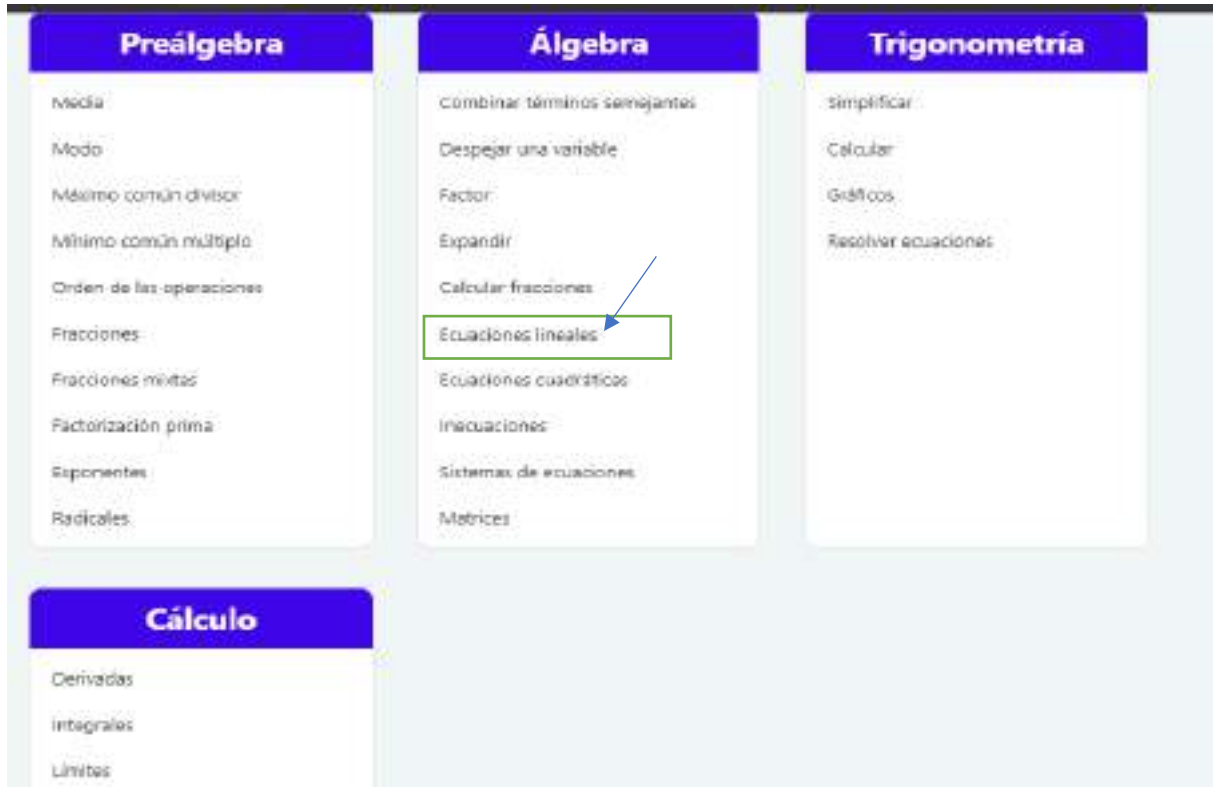 Preálgebra
Media
Modo
Máximo común divisor
Mínimo común múltiplo
Orden de las operaciones
Fracciones
Fracciones mixtas
Factorización prima
Exponentes
Radicales
Álgebra
Combinar términos semejantes
Despejar una variable
Factor
Expandir
Calcular fracciones
Ecuaciones lineales
Ecuaciones cuadráticas
Inecuaciones
Sistemas de ecuaciones
Matrices
Trigonometría
Simplificar
Calcular
Gráficos
Resolver ecuaciones
Cálculo
Derivadas
Integrales
Límites